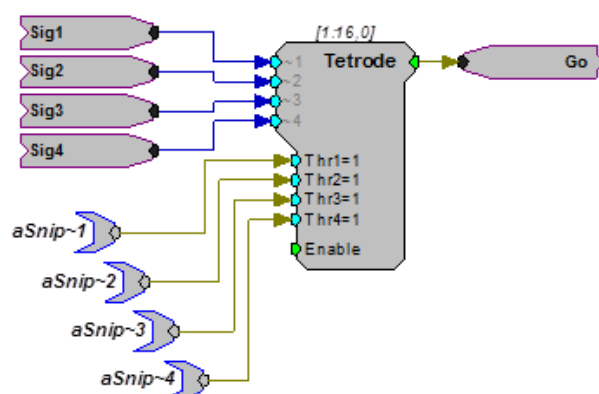 [1:16,0]
Sig1
Sig2
Sig3
Sig4
Tetrode
~1
~2
~3
~4
Go
Thr1=1
Thr2=1
Thr3=1
Thr4=1
Enable
aSnip~1
aSnip~2
aSnip~3
aSnip~4